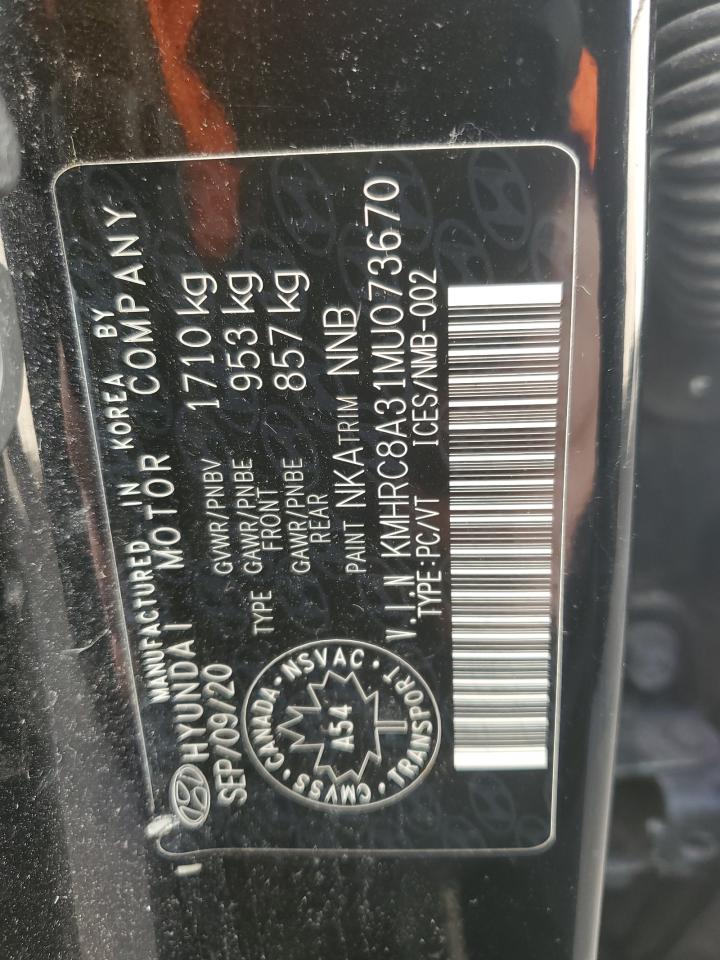 MANUFACTURED IN KOREA BY
HYUNDAI MOTOR COMPANY
SEP/09/20
GVWR/PNBV 1710 kg
TYPE GAWR/PNBE FRONT 953 kg
GAWR/PNBE REAR 857 kg
PAINT NKA TRIM NNB
V.I.N KMHRC8A31MU073670
TYPE:PC/VT ICES/NMB-002
CMVSS · CANADA · NSVAC · TRANSPORT ·
A54